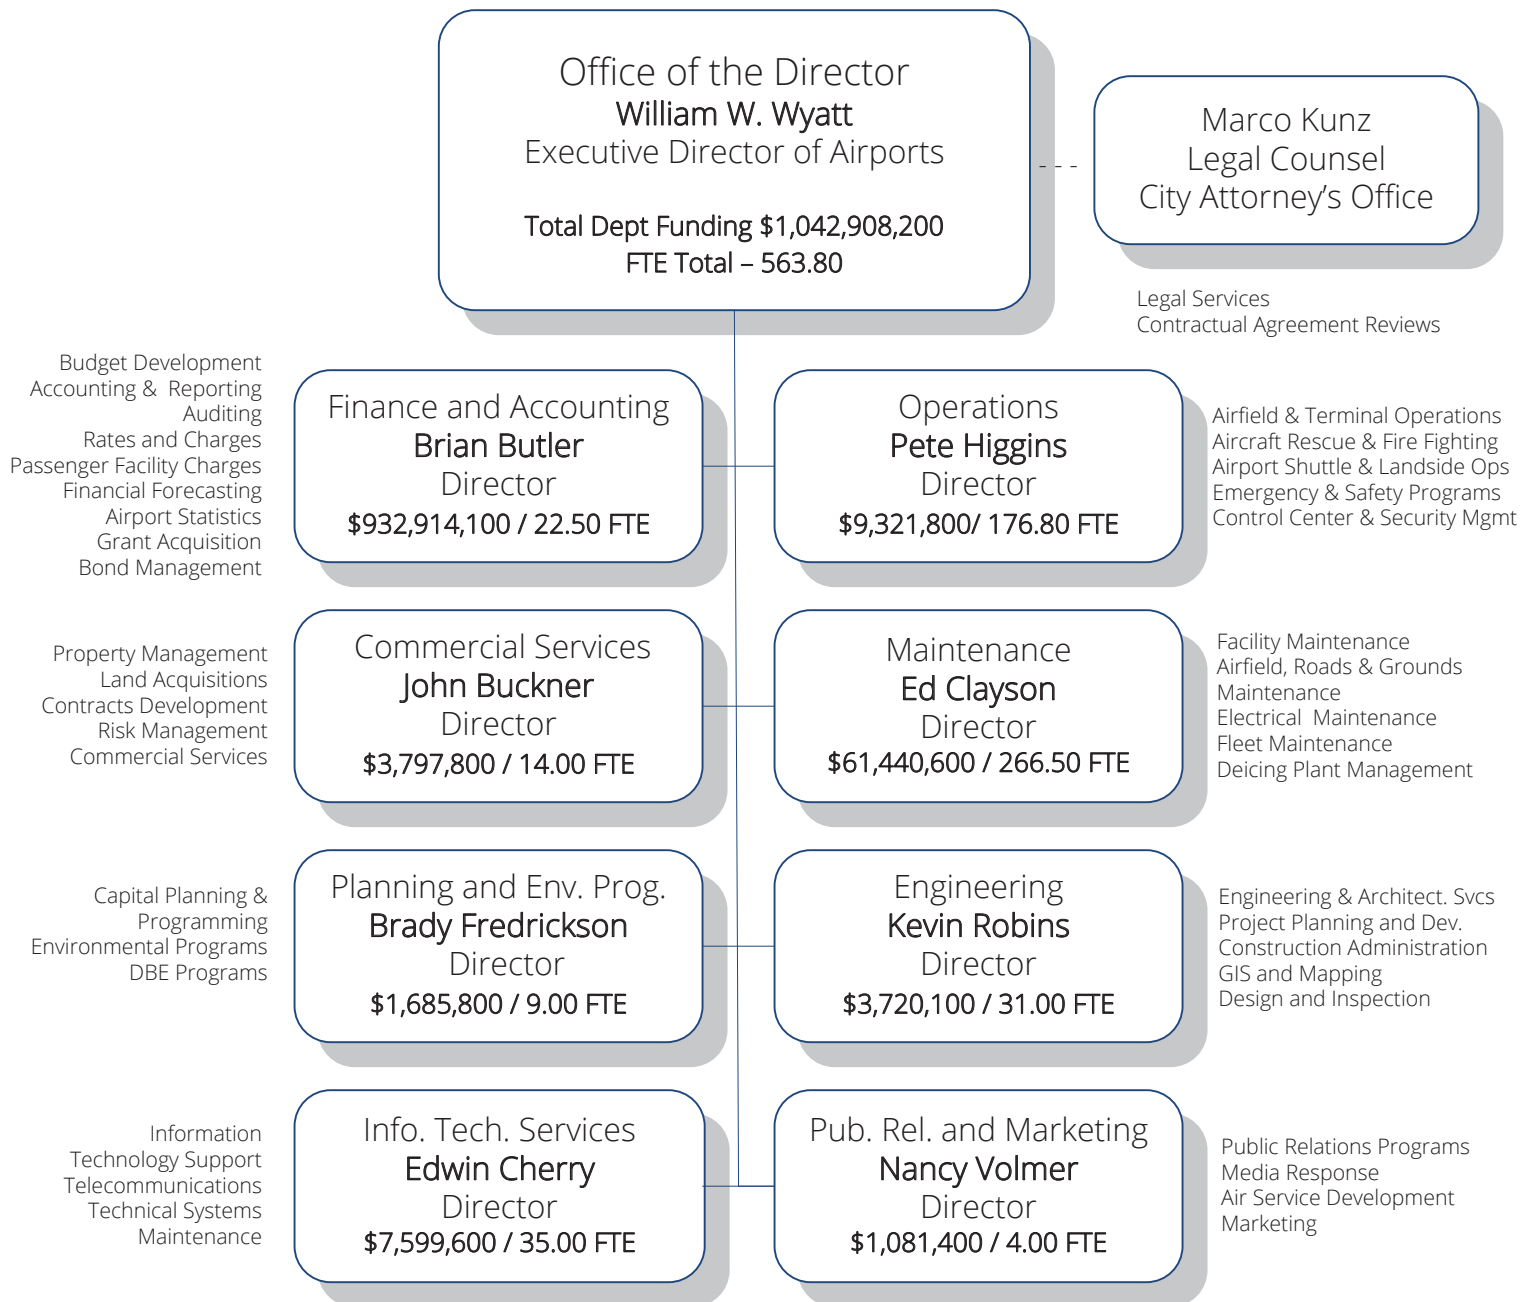 Office of the Director
William W. Wyatt
Executive Director of Airports
Total Dept Funding $1,042,908,200
FTE Total – 563.80
Marco Kunz
Legal Counsel
City Attorney's Office
Legal Services
Contractual Agreement Reviews
Budget Development
Accounting &  Reporting
Auditing
Rates and Charges
Passenger Facility Charges
Financial Forecasting
Airport Statistics
Grant Acquisition
Bond Management
Finance and Accounting
Brian Butler
Director
$932,914,100 / 22.50 FTE
Operations
Pete Higgins
Director
$9,321,800/ 176.80 FTE
Airfield & Terminal Operations
Aircraft Rescue & Fire Fighting
Airport Shuttle & Landside Ops
Emergency & Safety Programs
Control Center & Security Mgmt
Property Management
Land Acquisitions
Contracts Development
Risk Management
Commercial Services
Commercial Services
John Buckner
Director
$3,797,800 / 14.00 FTE
Maintenance
Ed Clayson
Director
$61,440,600 / 266.50 FTE
Facility Maintenance
Airfield, Roads & Grounds
Maintenance
Electrical  Maintenance
Fleet Maintenance
Deicing Plant Management
Capital Planning &
Programming
Environmental Programs
DBE Programs
Planning and Env. Prog.
Brady Fredrickson
Director
$1,685,800 / 9.00 FTE
Engineering
Kevin Robins
Director
$3,720,100 / 31.00 FTE
Engineering & Architect. Svcs
Project Planning and Dev.
Construction Administration
GIS and Mapping
Design and Inspection
Information
Technology Support
Telecommunications
Technical Systems
Maintenance
Info. Tech. Services
Edwin Cherry
Director
$7,599,600 / 35.00 FTE
Pub. Rel. and Marketing
Nancy Volmer
Director
$1,081,400 / 4.00 FTE
Public Relations Programs
Media Response
Air Service Development
Marketing